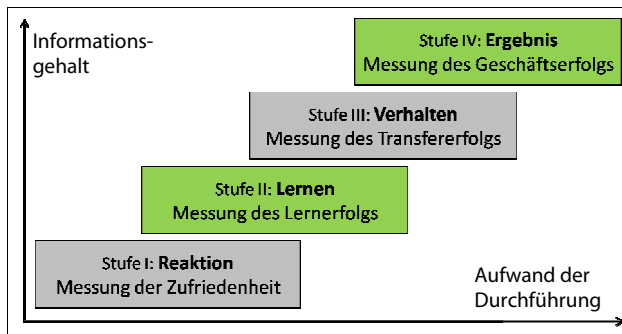 Informations-
gehalt
Stufe IV: Ergebnis
Messung des Geschäftserfolgs
Stufe III: Verhalten
Messung des Transfererfolgs
Stufe II: Lernen
Messung des Lernerfolgs
Stufe I: Reaktion
Messung der Zufriedenheit
Aufwand der
Durchführung